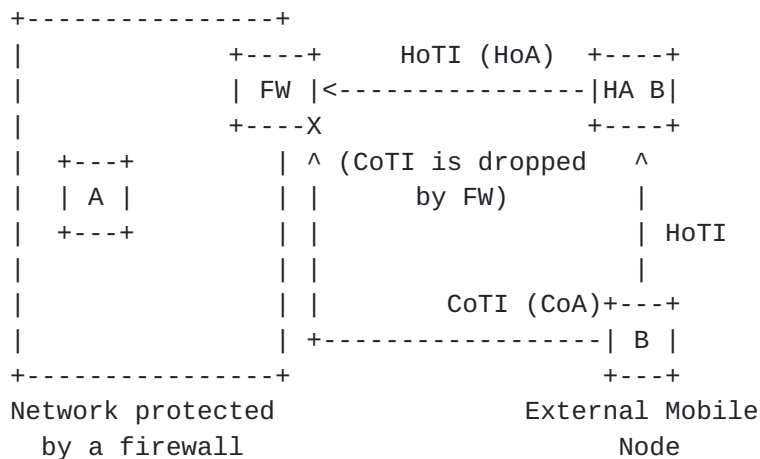 +----------------+
|             +----+     HoTI (HoA)  +----+
|             | FW |<----------------|HA B|
|             +----X                 +----+
|  +---+         | ^ (CoTI is dropped   ^
|  | A |         | |      by FW)        |
|  +---+         | |                    | HoTI
|                | |                    |
|                | |        CoTI (CoA)+---+
|                | +------------------| B |
+----------------+                    +---+
Network protected                External Mobile
  by a firewall                        Node